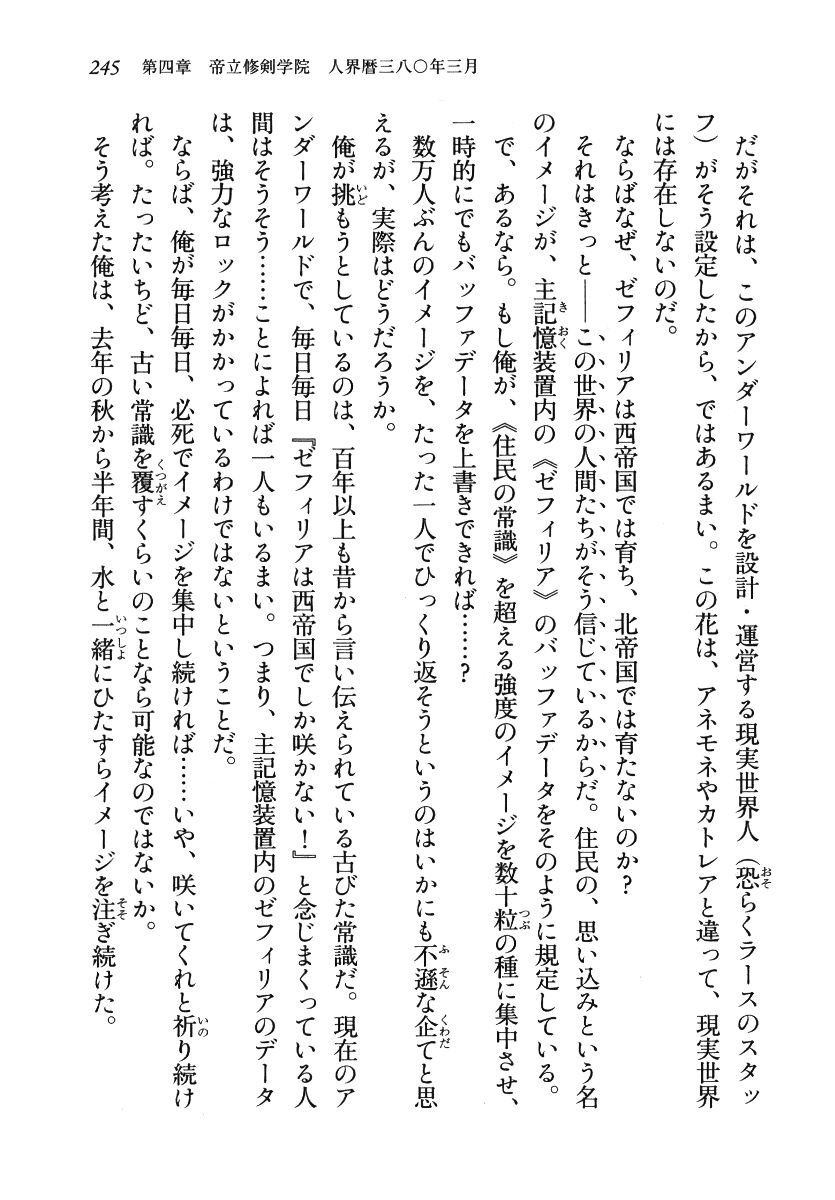 245　第四章　帝立修剣学院　人界暦三八〇年三月
だがそれは、このアンダーワールドを設計・運営する現実世界人（恐らくラースのスタッ
フ）がそう設定したから、ではあるまい。この花は、アネモネやカトレアと違って、現実世界
には存在しないのだ。
ならばなぜ、ゼフィリアは西帝国では育ち、北帝国では育たないのか？
それはきっと――この世界の人間たちがそう信じているからだ。住民の、思い込みという名
のイメージが、主記憶装置内の《ゼフィリア》のバッファデータをそのように規定している。
で、あるなら。もし俺が、《住民の常識》を超える強度のイメージを数十粒の種に集中させ、
一時的にでもバッファデータを上書きできれば……？
数万人ぶんのイメージを、たった一人でひっくり返そうというのはいかにも不遜な企てと思
えるが、実際はどうだろうか。
俺が挑もうとしているのは、百年以上も昔から言い伝えられている古びた常識だ。現在のア
ンダーワールドで、毎日毎日『ゼフィリアは西帝国でしか咲かない！』と念じまくっている人
間はそうそう……ことによれば一人もいるまい。つまり、主記憶装置内のゼフィリアのデータ
は、強力なロックがかかっているわけではないということだ。
ならば、俺が毎日毎日、必死でイメージを集中し続ければ……いや、咲いてくれと祈り続け
れば。たったいちど、古い常識を覆すくらいのことなら可能なのではないか。
そう考えた俺は、去年の秋から半年間、水と一緒にひたすらイメージを注ぎ続けた。